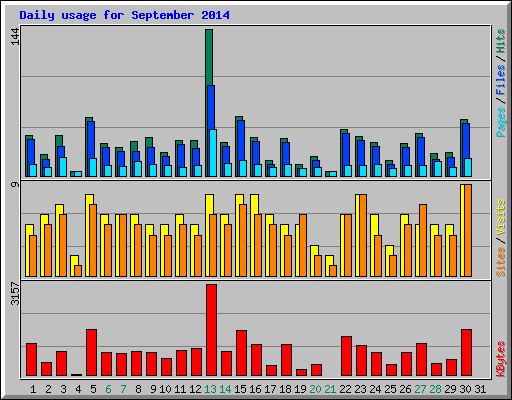 Daily usage for September 2014
144
Pages / Files / Hits
9
Sites / Visits
3157
KBytes
1 2 3 4 5 6 7 8 9 10 11 12 13 14 15 16 17 18 19 20 21 22 23 24 25 26 27 28 29 30 31